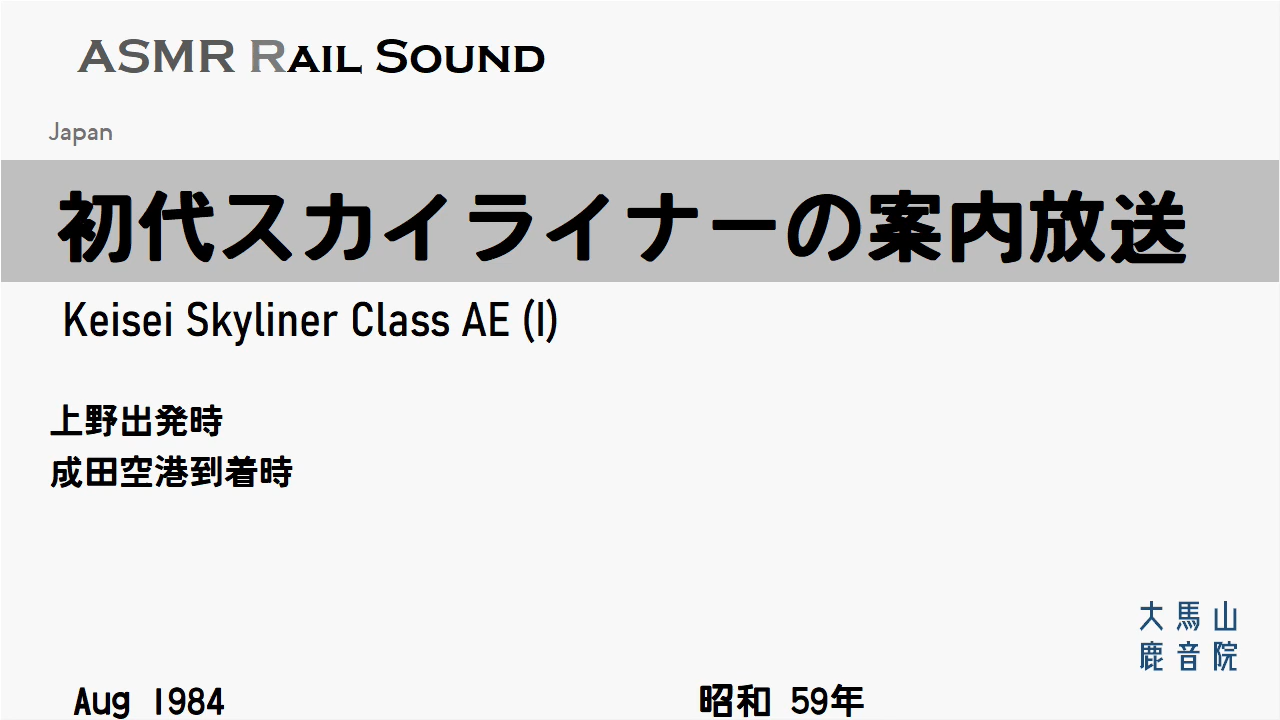 ASMR RAIL SOUND
Japan
初代スカイライナーの案内放送
Keisei Skyliner Class AE (I)
上野出発時
成田空港到着時
大馬山
鹿音院
Aug 1984
昭和 59年